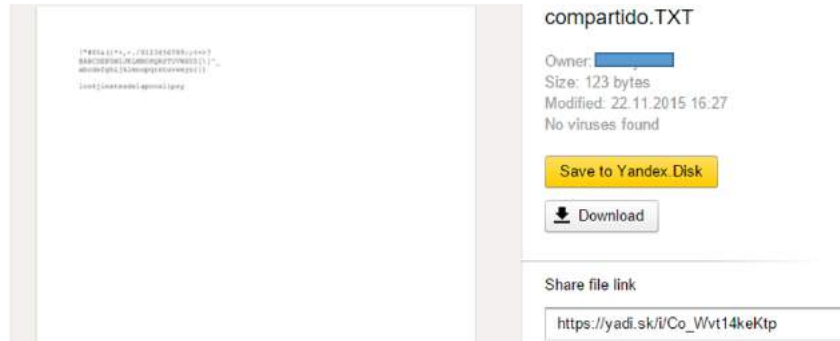 abcdefghijklmnopqrstuvwxyz{|}
compartido.TXT
Owner:
Size: 123 bytes
Modified: 22.11.2015 16:27
No viruses found
Save to Yandex.Disk
Download
Share file link
https://yadi.sk/i/Co_Wvt14keKtp